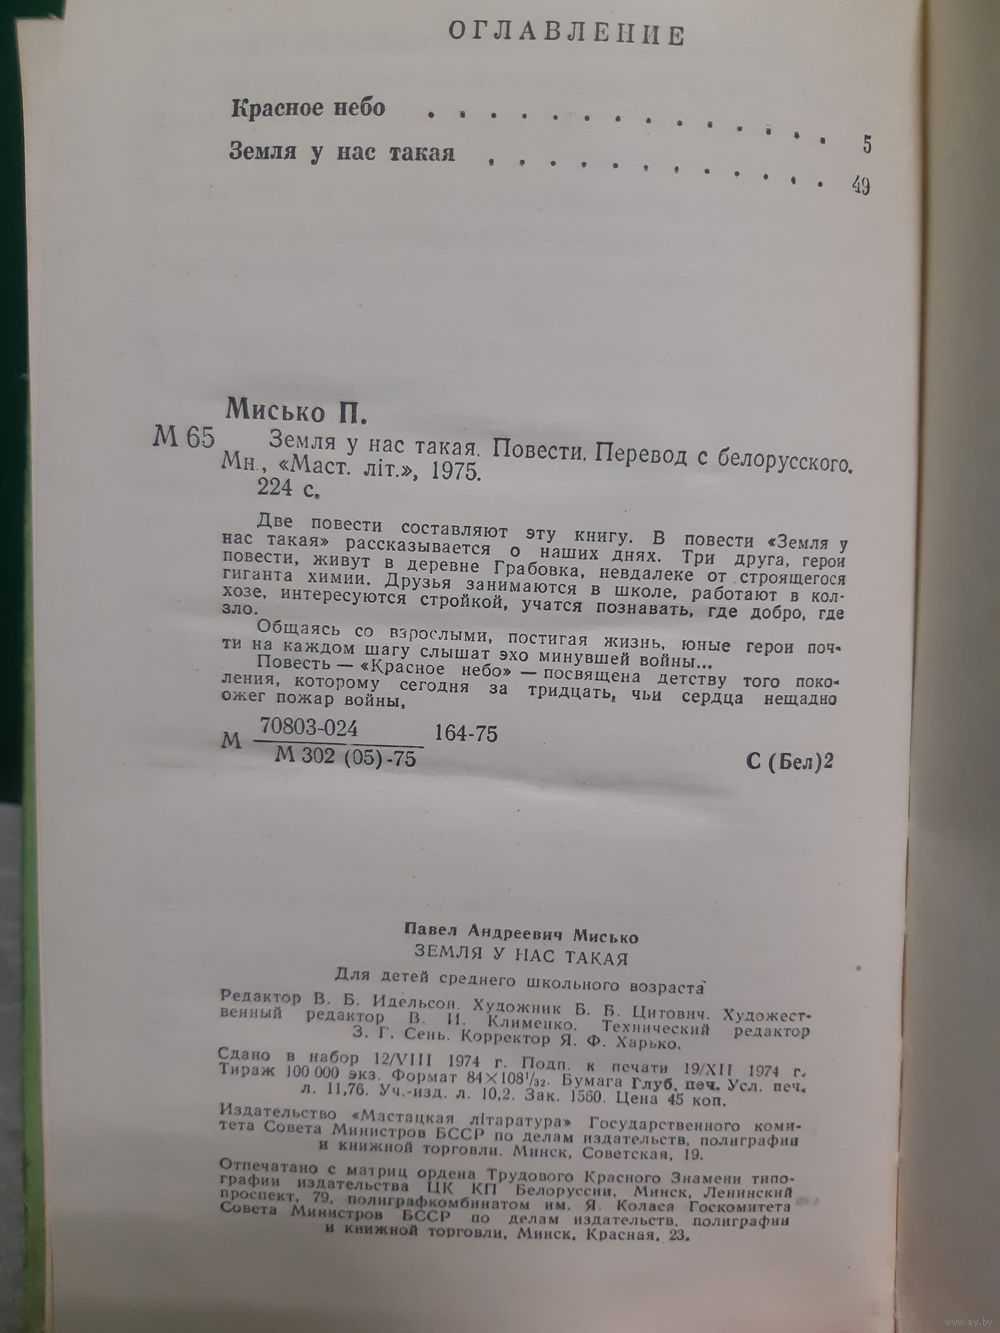 ОГЛАВЛЕНИЕ
Красное небо . . . . . . . . . . . . . . 5
Земля у нас такая . . . . . . . . . . . . 49
Мисько П.
М 65 Земля у нас такая. Повести. Перевод с белорусского.
Мн., «Маст. літ.», 1975.
224 с.
Две повести составляют эту книгу. В повести «Земля у
нас такая» рассказывается о наших днях. Три друга, герои
повести, живут в деревне Грабовка, невдалеке от строящегося
гиганта химии. Друзья занимаются в школе, работают в кол-
хозе, интересуются стройкой, учатся познавать, где добро, где
зло.
Общаясь со взрослыми, постигая жизнь, юные герои поч-
ти на каждом шагу слышат эхо минувшей войны...
Повесть — «Красное небо» — посвящена детству того поко-
ления, которому сегодня за тридцать, чьи сердца нещадно
ожег пожар войны.
М 70803-024 164-75
М 302 (05)-75
С (Бел)2
Павел Андреевич Мисько
ЗЕМЛЯ У НАС ТАКАЯ
Для детей среднего школьного возраста
Редактор В. Б. Идельсон. Художник Б. Б. Цитович. Художест-
венный редактор В. И. Клименко. Технический редактор
З. Г. Сень. Корректор Я. Ф. Харько.
Сдано в набор 12/VIII 1974 г. Подп. к печати 19/XII 1974 г.
Тираж 100 000 экз. Формат 84×108¹/₃₂. Бумага Глуб. печ. Усл. печ.
л. 11,76. Уч.-изд. л. 10,2. Зак. 1560. Цена 45 коп.
Издательство «Мастацкая літаратура» Государственного коми-
тета Совета Министров БССР по делам издательств, полиграфии
и книжной торговли. Минск, Советская, 19.
Отпечатано с матриц ордена Трудового Красного Знамени типо-
графии издательства ЦК КП Белоруссии, Минск, Ленинский
проспект, 79, полиграфкомбинатом им. Я. Коласа Госкомитета
Совета Министров БССР по делам издательств, полиграфии
и книжной торговли, Минск, Красная, 23.
www.ay.by